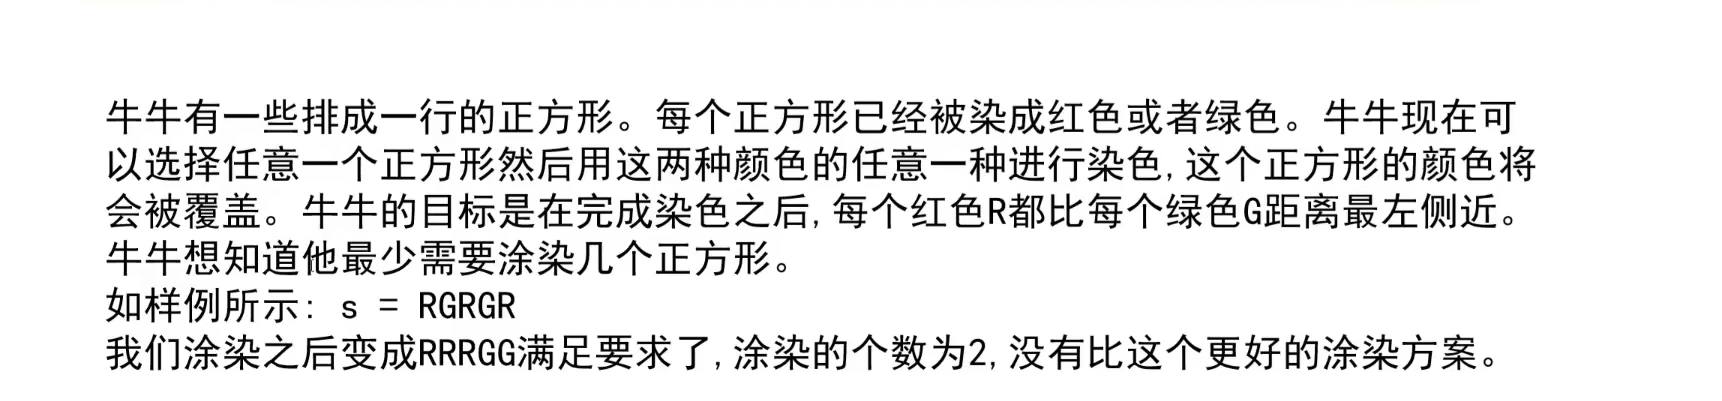 牛牛有一些排成一行的正方形。每个正方形已经被染成红色或者绿色。牛牛现在可
以选择任意一个正方形然后用这两种颜色的任意一种进行染色,这个正方形的颜色将
会被覆盖。牛牛的目标是在完成染色之后,每个红色R都比每个绿色G距离最左侧近。
牛牛想知道他最少需要涂染几个正方形。
如样例所示: s = RGRGR
我们涂染之后变成RRRGG满足要求了,涂染的个数为2,没有比这个更好的涂染方案。